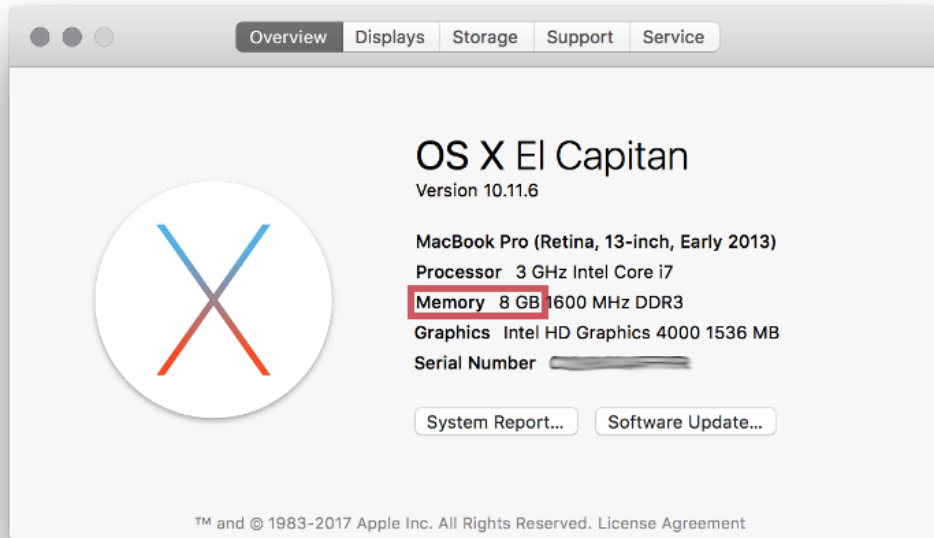 Overview Displays Storage Support Service
OS X El Capitan
Version 10.11.6
MacBook Pro (Retina, 13-inch, Early 2013)
Processor 3 GHz Intel Core i7
Memory 8 GB 1600 MHz DDR3
Graphics Intel HD Graphics 4000 1536 MB
Serial Number
System Report... Software Update...
™ and © 1983-2017 Apple Inc. All Rights Reserved. License Agreement